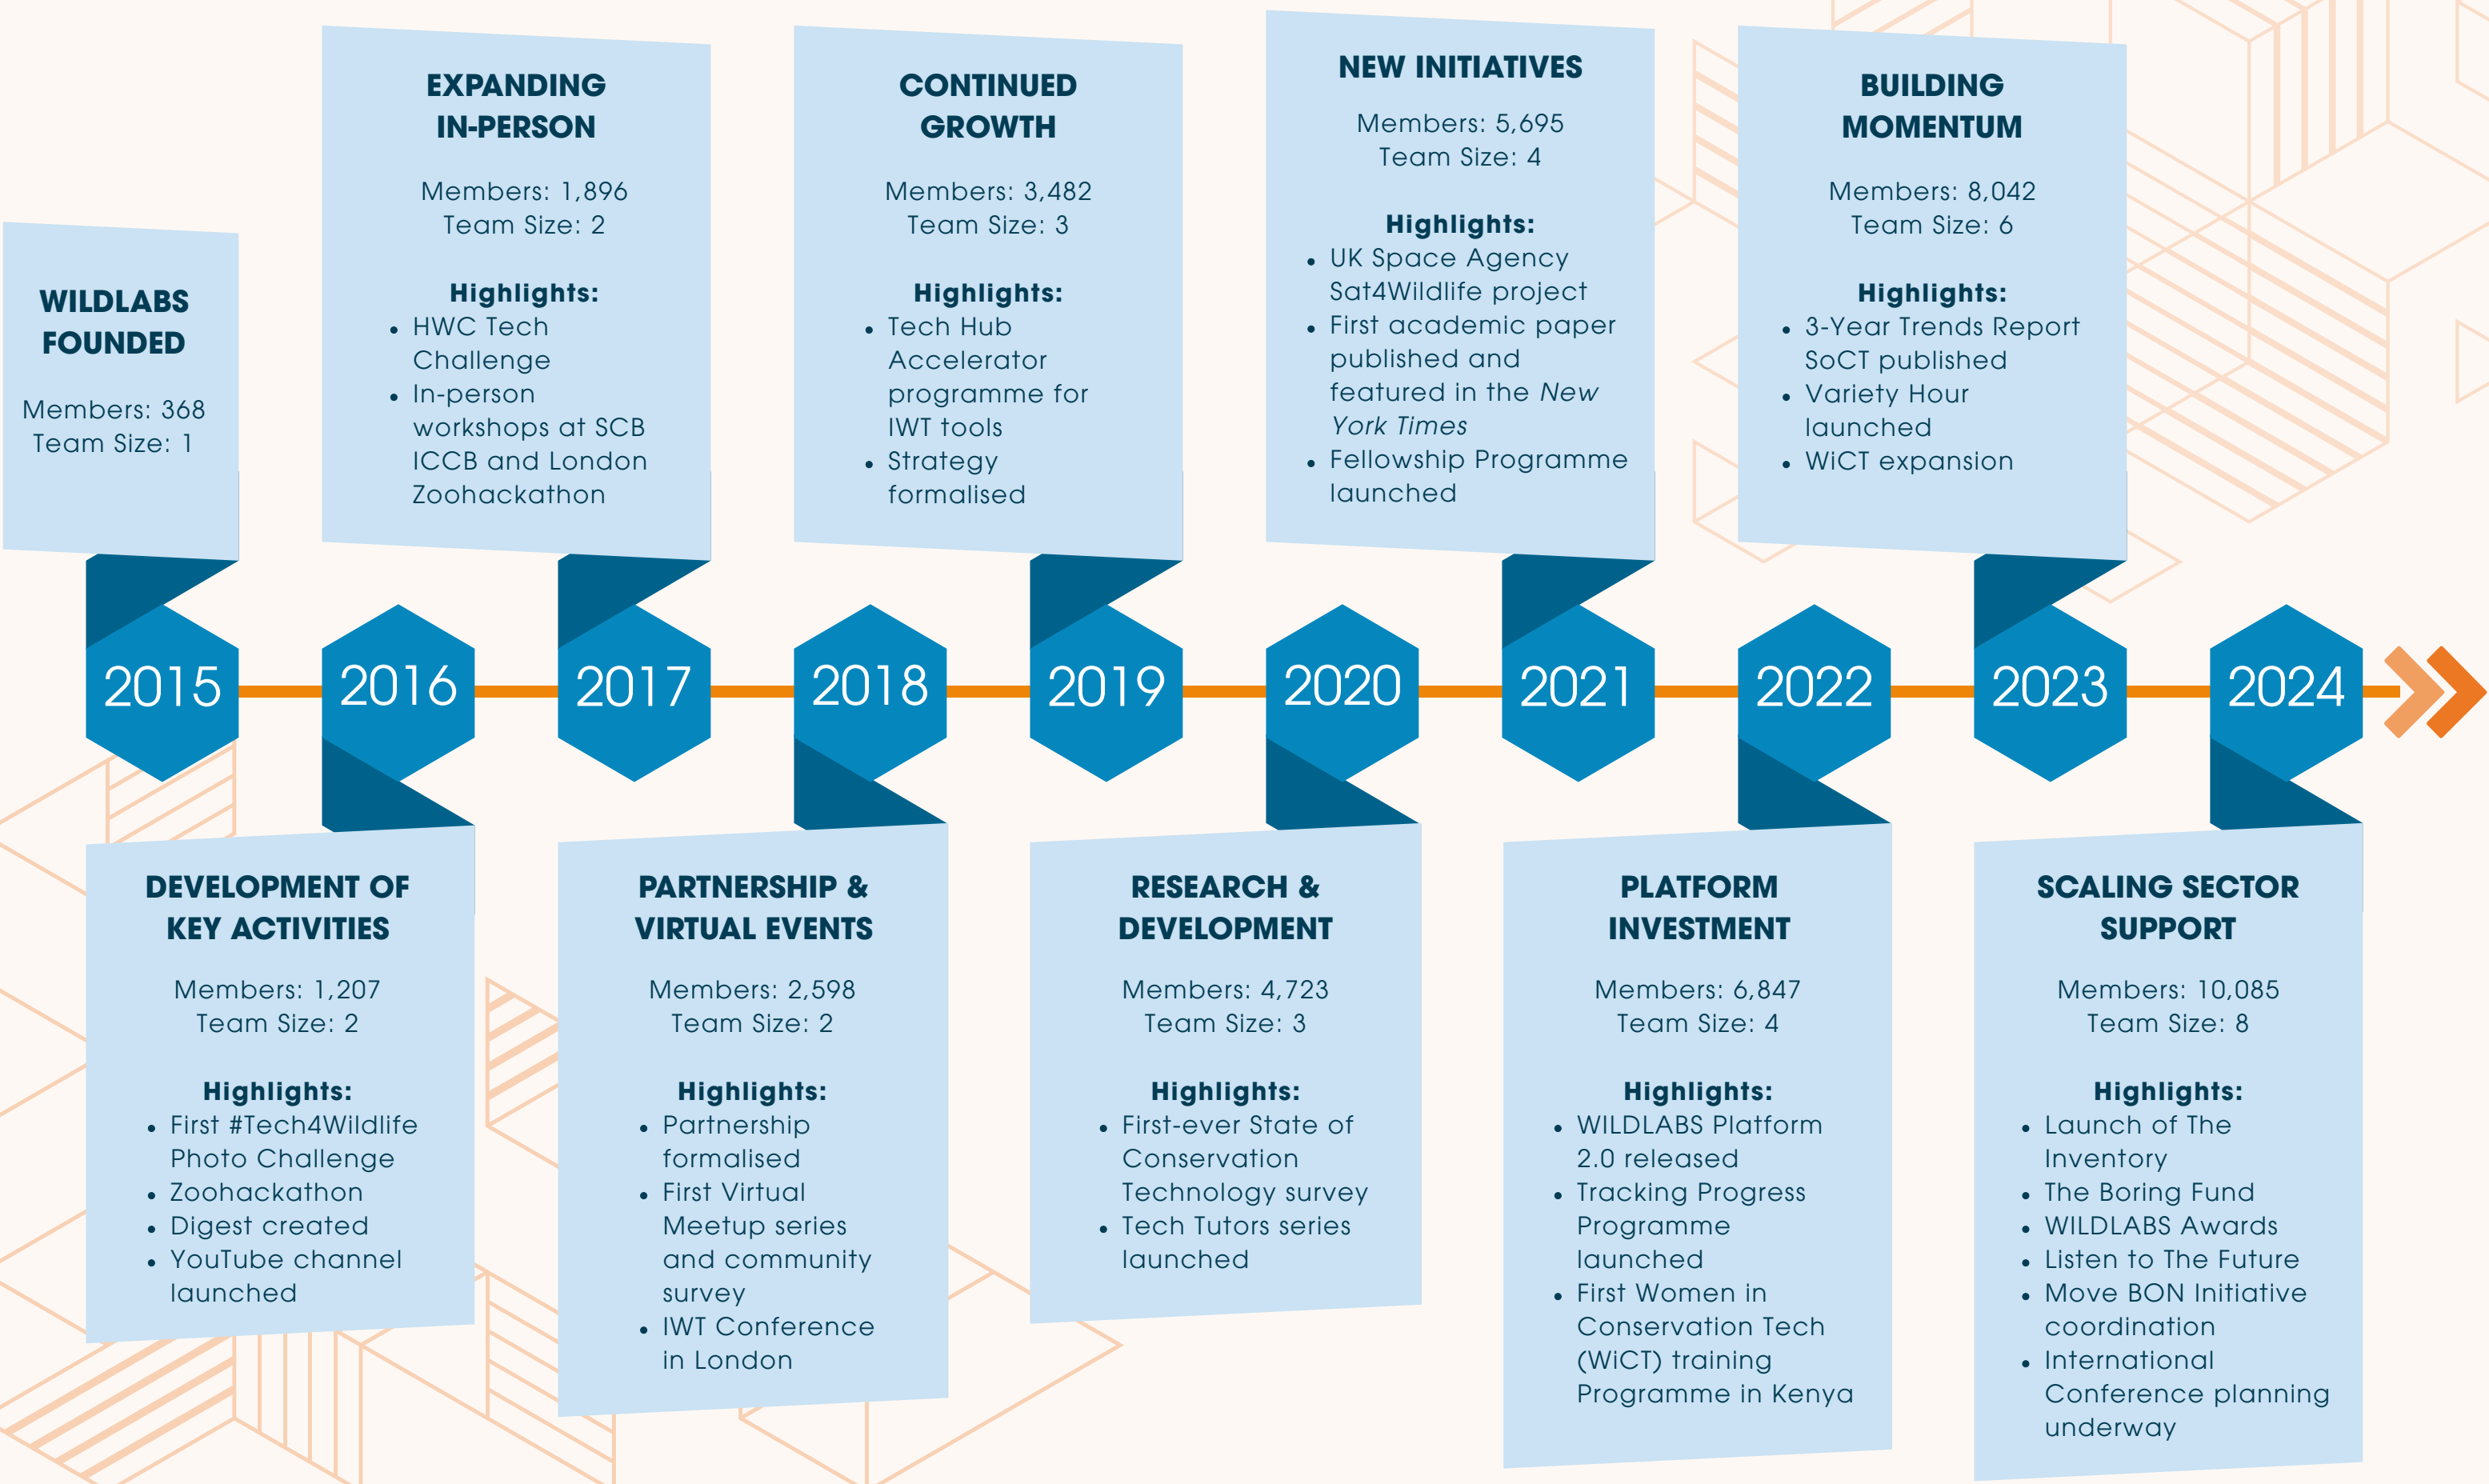 WILDLABS
FOUNDED
Members: 368
Team Size: 1
EXPANDING
IN-PERSON
Members: 1,896
Team Size: 2
Highlights:
• HWC Tech
Challenge
• In-person
workshops at SCB
ICCB and London
Zoohackathon
CONTINUED
GROWTH
Members: 3,482
Team Size: 3
Highlights:
• Tech Hub
Accelerator
programme for
IWT tools
• Strategy
formalised
NEW INITIATIVES
Members: 5,695
Team Size: 4
Highlights:
• UK Space Agency
Sat4Wildlife project
• First academic paper
published and
featured in the New
York Times
• Fellowship Programme
launched
BUILDING
MOMENTUM
Members: 8,042
Team Size: 6
Highlights:
• 3-Year Trends Report
SoCT published
• Variety Hour
launched
• WiCT expansion
2015
2016
2017
2018
2019
2020
2021
2022
2023
2024
DEVELOPMENT OF
KEY ACTIVITIES
Members: 1,207
Team Size: 2
Highlights:
• First #Tech4Wildlife
Photo Challenge
• Zoohackathon
• Digest created
• YouTube channel
launched
PARTNERSHIP &
VIRTUAL EVENTS
Members: 2,598
Team Size: 2
Highlights:
• Partnership
formalised
• First Virtual
Meetup series
and community
survey
• IWT Conference
in London
RESEARCH &
DEVELOPMENT
Members: 4,723
Team Size: 3
Highlights:
• First-ever State of
Conservation
Technology survey
• Tech Tutors series
launched
PLATFORM
INVESTMENT
Members: 6,847
Team Size: 4
Highlights:
• WILDLABS Platform
2.0 released
• Tracking Progress
Programme
launched
• First Women in
Conservation Tech
(WiCT) training
Programme in Kenya
SCALING SECTOR
SUPPORT
Members: 10,085
Team Size: 8
Highlights:
• Launch of The
Inventory
• The Boring Fund
• WILDLABS Awards
• Listen to The Future
• Move BON Initiative
coordination
• International
Conference planning
underway